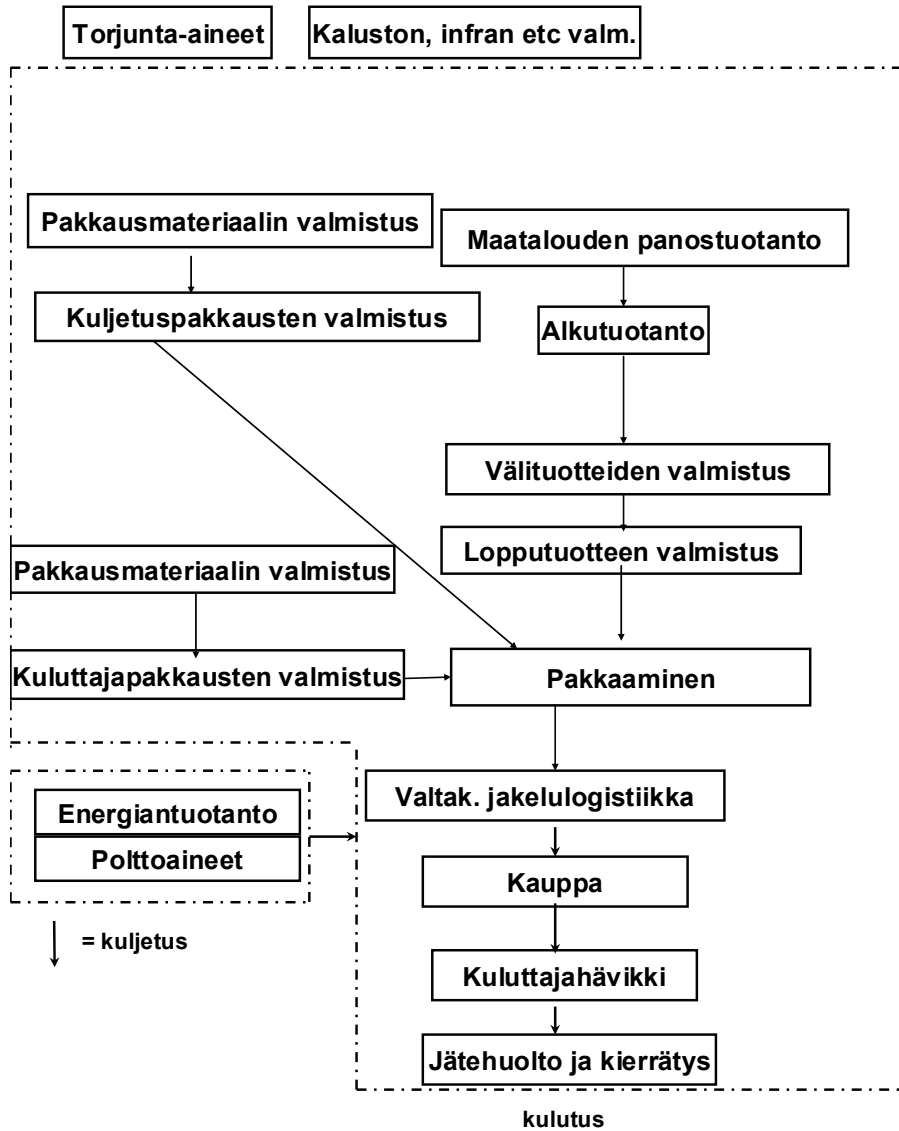 Torjunta-aineet
Kaluston, infran etc valm.
Pakkausmateriaalin valmistus
Maatalouden panostuotanto
Kuljetuspakkausten valmistus
Alkutuotanto
Välituotteiden valmistus
Lopputuotteen valmistus
Pakkausmateriaalin valmistus
Kuluttajapakkausten valmistus
Pakkaaminen
Valtak. jakelulogistiikka
Energiantuotanto
Polttoaineet
Kauppa
= kuljetus
Kuluttajahävikki
Jätehuolto ja kierrätys
kulutus